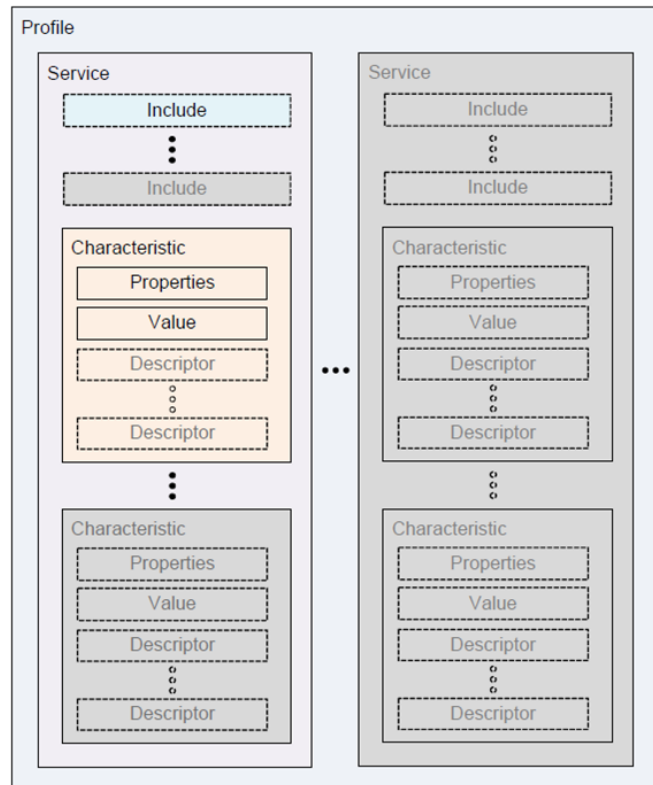 Profile
Service
Include
Include
Characteristic
Properties
Value
Descriptor
Descriptor
Characteristic
Properties
Value
Descriptor
Descriptor
Service
Include
Include
Characteristic
Properties
Value
Descriptor
Descriptor
Characteristic
Properties
Value
Descriptor
Descriptor